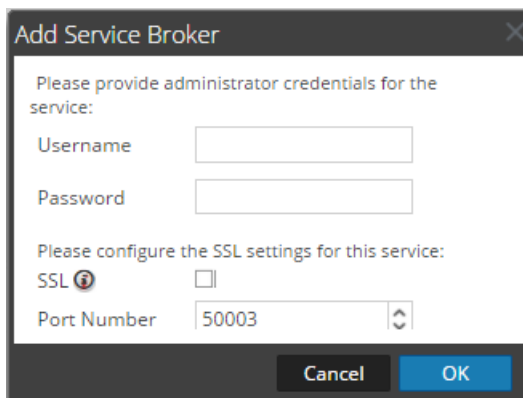 Add Service Broker
Please provide administrator credentials for the
service:
Username
Password
Please configure the SSL settings for this service:
SSL
Port Number 50003
Cancel OK